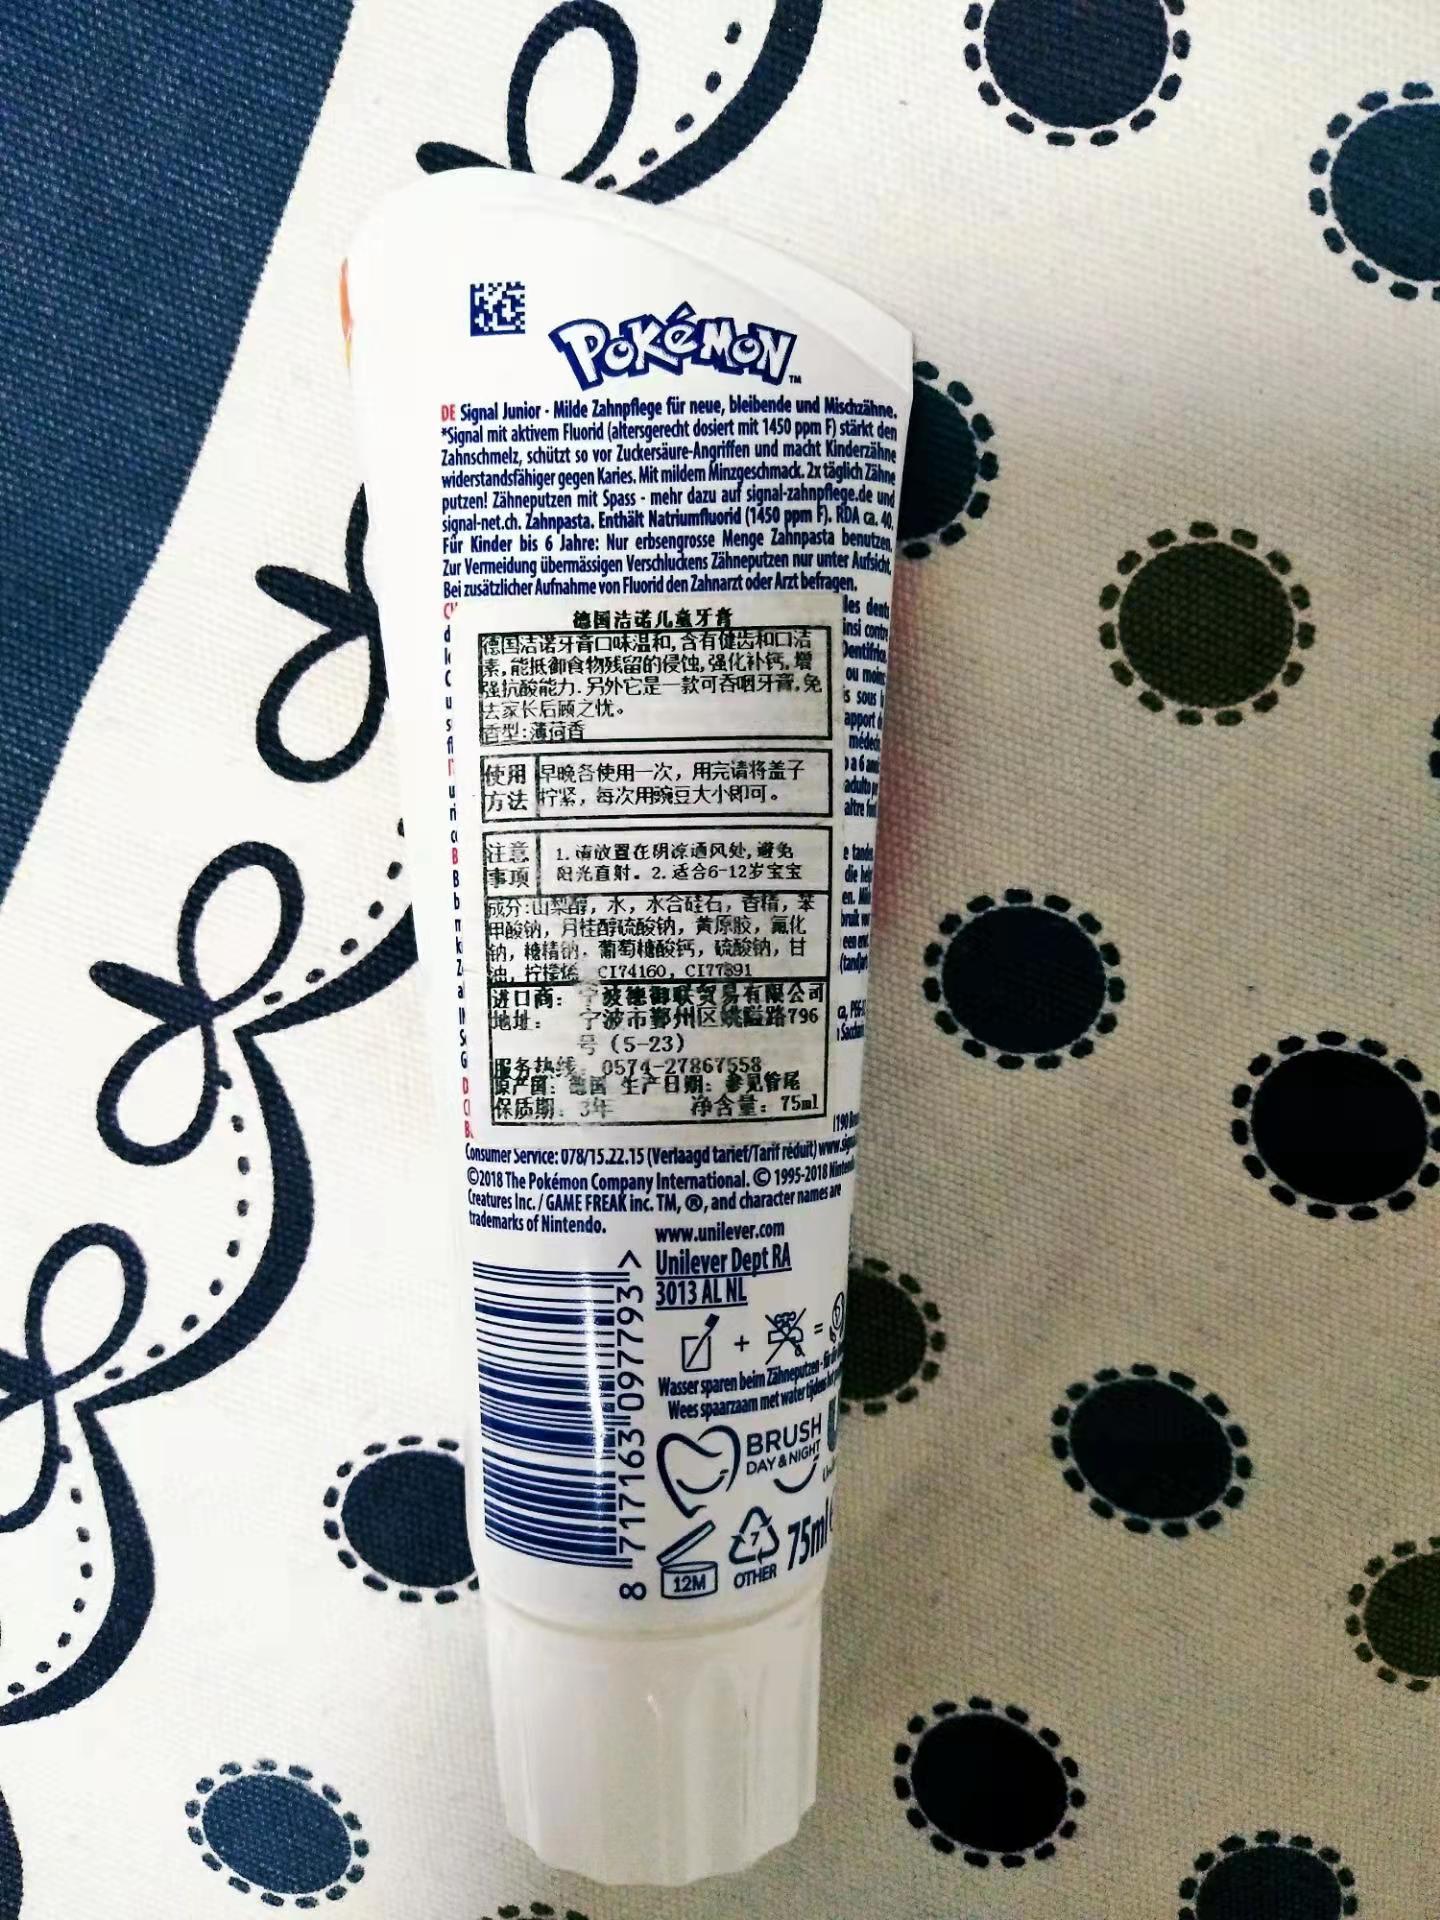 POKéMON™
DE Signal Junior - Milde Zahnpflege für neue, bleibende und Mischzähne.
*Signal mit aktivem Fluorid (altersgerecht dosiert mit 1450 ppm F) stärkt den
Zahnschmelz, schützt so vor Zuckersäure-Angriffen und macht Kinderzähne
widerstandsfähiger gegen Karies. Mit mildem Minzgeschmack. 2x täglich Zähne
putzen! Zähneputzen mit Spass - mehr dazu auf signal-zahnpflege.de und
signal-net.ch. Zahnpasta. Enthält Natriumfluorid (1450 ppm F). RDA ca. 40.
Für Kinder bis 6 Jahre: Nur erbsengrosse Menge Zahnpasta benutzen.
Zur Vermeidung übermässigen Verschluckens Zähneputzen nur unter Aufsicht.
Bei zusätzlicher Aufnahme von Fluorid den Zahnarzt oder Arzt befragen.
德国洁诺儿童牙膏
德国洁诺牙膏口味温和,含有健齿和口洁
素,能抵御食物残留的侵蚀,强化补钙,增
强抗酸能力.另外它是一款可吞咽牙膏,免
去家长后顾之忧。
香型:薄荷香
使用方法
早晚各使用一次，用完请将盖子
拧紧，每次用豌豆大小即可。
注意事项
1.请放置在阴凉通风处,避免
阳光直射。2.适合6-12岁宝宝
成分:山梨醇，水，水合硅石，香精，苯
甲酸钠，月桂醇硫酸钠，黄原胶，氟化
钠，糖精钠，葡萄糖酸钙，硫酸钠，甘
油，柠檬烯 CI74160, CI77891
进口商：宁波德御联贸易有限公司
地址：宁波市鄞州区姚隘路796
号（5-23）
服务热线：0574-27867558
原产国：德国 生产日期：参见管尾
保质期：3年 净含量：75ml
Consumer Service: 078/15.22.15 (Verlaagd tarief/Tarif réduit)
©2018 The Pokémon Company International. © 1995-2018
Creatures Inc. / GAME FREAK inc. TM, ®, and character names are
trademarks of Nintendo.
www.unilever.com
Unilever Dept RA
3013 AL NL
Wasser sparen beim Zähneputzen
Wees spaarzaam met water
BRUSH
DAY & NIGHT
8 717163 097793 >
12M
7
OTHER
75ml